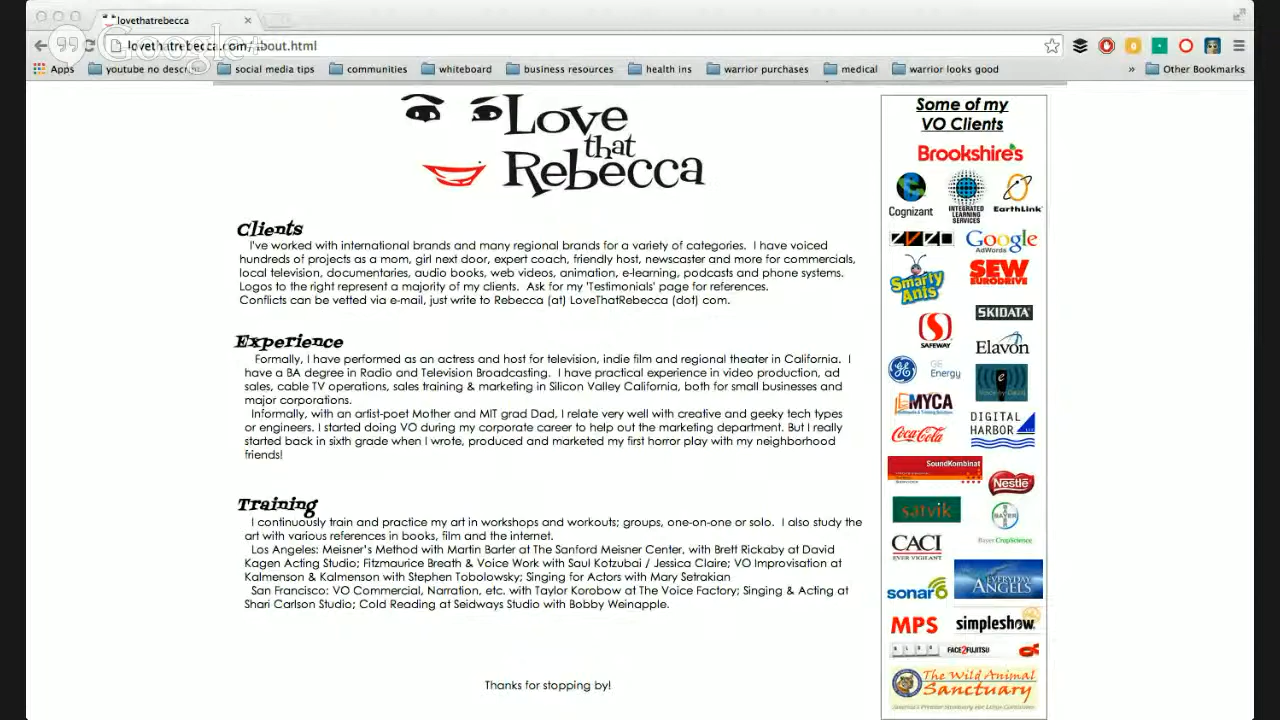 lovethatrebecca
Google+
lovethatrebecca.com/about.html
Apps
youtube no descript
social media tips
communities
whiteboard
business resources
health ins
warrior purchases
medical
warrior looks good
»
Other Bookmarks
Love
that
Rebecca
Clients
I've worked with international brands and many regional brands for a variety of categories. I have voiced
hundreds of projects as a mom, girl next door, expert coach, friendly host, newscaster and more for commercials,
local television, documentaries, audio books, web videos, animation, e-learning, podcasts and phone systems.
Logos at right represent a majority of my clients. Ask for my 'Testimonials' page for references.
Conflicts can be vetted via e-mail, just write to Rebecca (at) LoveThatRebecca (dot) com.
Experience
Formally, I have performed as an actress and host for television, indie film and regional theater in California. I
have a BA degree in Radio and Television Broadcasting. I have practical experience in video production, ad
sales, cable TV operations, sales training & marketing in Silicon Valley California, both for small businesses and
major corporations.
Informally, with an artist-poet Mother and MIT grad Dad, I relate very well with creative and geeky tech types
or engineers. I started doing VO during my corporate career to help out the marketing department. But I really
started back in sixth grade when I wrote, produced and marketed my first horror play with my neighborhood
friends!
Training
I continuously train and practice my art in workshops and workouts; groups, one-on-one or solo. I also study the
art with various references in books, film and the internet.
Los Angeles: Meisner's Method with Martin Barter at The Sanford Meisner Center, with Brett Rickaby at David
Kagen Acting Studio; Fitzmaurice Breath & Voice Work with Saul Kotzubai / Jessica Claire; VO Improvisation at
Kalmenson & Kalmenson with Stephen Tobolowsky; Singing for Actors with Mary Setrakian
San Francisco: VO Commercial, Narration, etc. with Taylor Korobow at The Voice Factory; Singing & Acting at
Shari Carlson Studio; Cold Reading at Seidways Studio with Bobby Weinapple.
Thanks for stopping by!
Some of my
VO Clients
Brookshire's
Cognizant
INTEGRATED
LEARNING
SERVICES
EarthLink
Google
AdWords
Smarty
Ants
SEW
EURODRIVE
SKIDATA
SAFEWAY
Elavon
GE
Energy
e
MYCA
Coca-Cola
DIGITAL
HARBOR
SoundKombinat
Nestle
satvik
BAYER
Bayer CropScience
CACI
EVER VIGILANT
EVERYDAY
ANGELS
sonar6
MPS
simpleshow
FACE2FUJITSU
The Wild Animal
Sanctuary